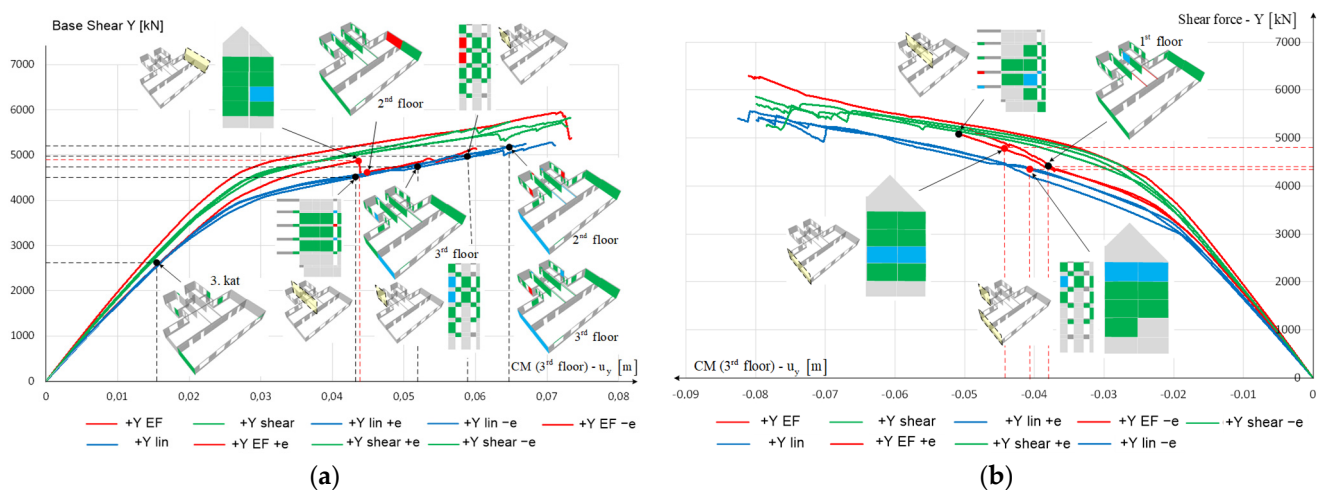 Base Shear Y [kN]
7000
6000
5000
4000
3000
2000
1000
0
2nd floor
3rd floor
2nd floor
3. kat
3rd floor
CM (3rd floor) - uy [m]
0 0.01 0.02 0.03 0.04 0.05 0.06 0.07 0.08
+Y EF +Y shear +Y lin +e +Y lin −e +Y EF −e
+Y lin +Y EF +e +Y shear +e +Y shear −e
(a)
Shear force - Y [kN]
7000
6000
5000
4000
3000
2000
1000
0
1st floor
CM (3rd floor) - uy [m]
-0.09 -0.08 -0.07 -0.06 -0.05 -0.04 -0.03 -0.02 -0.01 0
+Y EF +Y shear +Y lin +e +Y EF −e +Y shear −e
+Y lin +Y EF +e +Y shear +e +Y lin −e
(b)